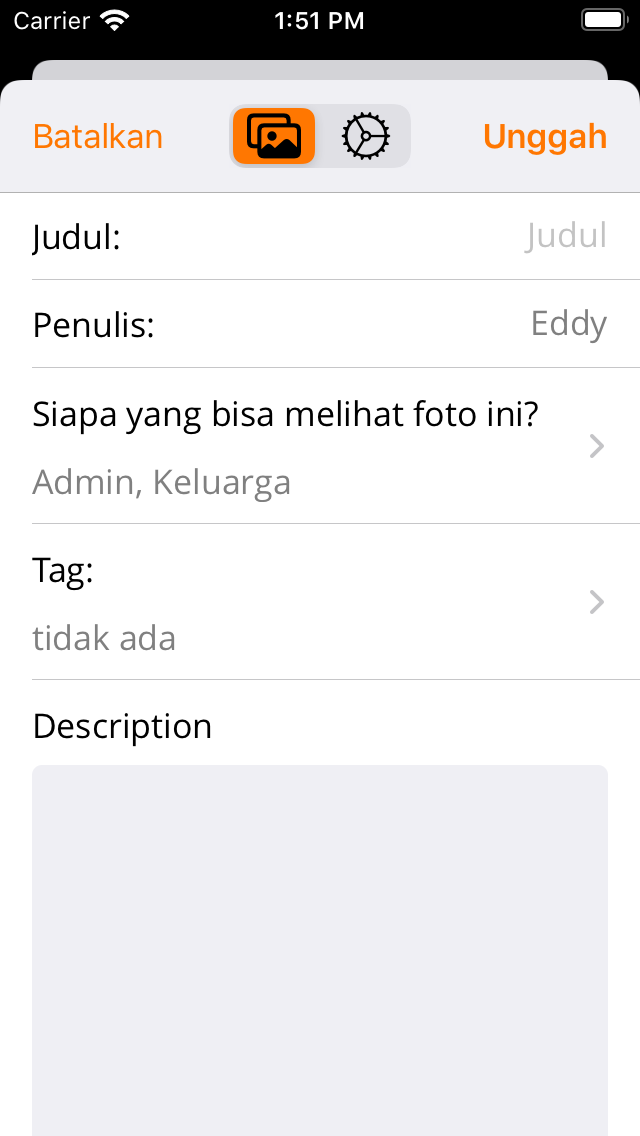 Carrier 1:51 PM
Batalkan Unggah
Judul: Judul
Penulis: Eddy
Siapa yang bisa melihat foto ini?
Admin, Keluarga
Tag:
tidak ada
Description